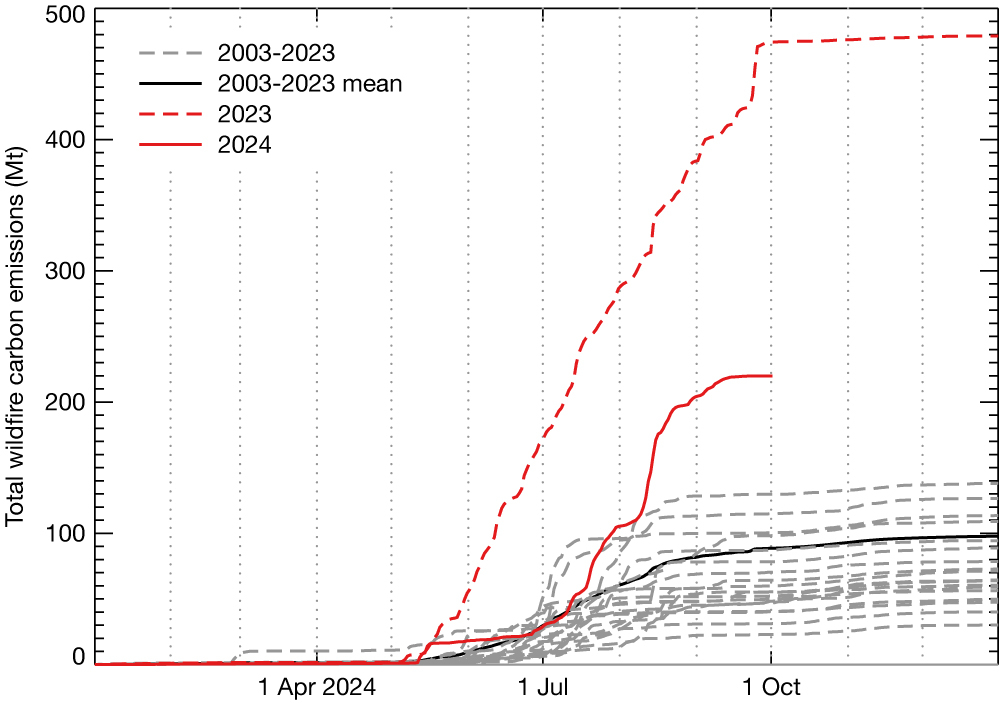 Total wildfire carbon emissions (Mt)
500
400
300
200
100
0
2003-2023
2003-2023 mean
2023
2024
1 Apr 2024
1 Jul
1 Oct